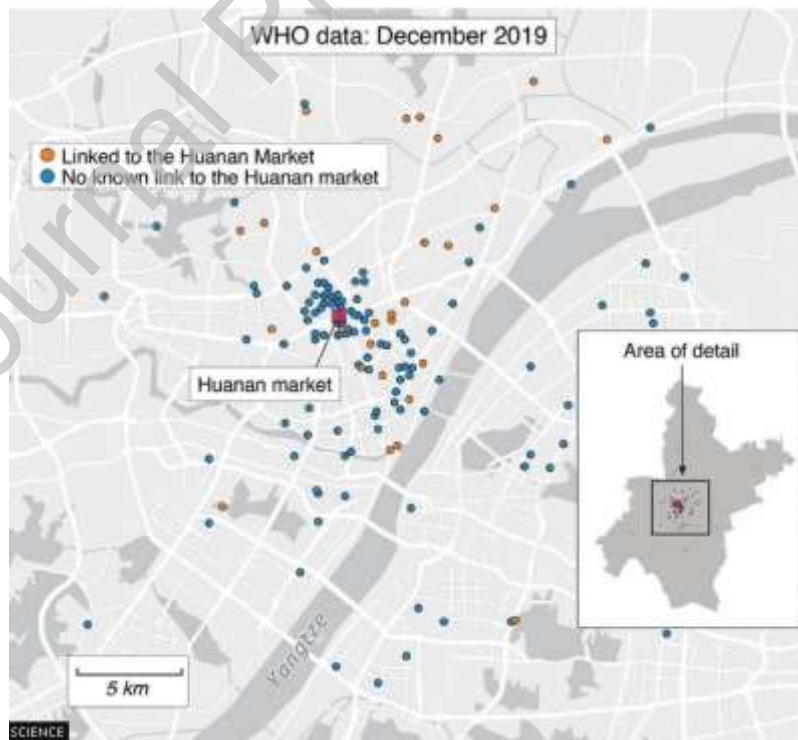 WHO data: December 2019
Linked to the Huanan Market
No known link to the Huanan market
Huanan market
Area of detail
Yangtze
5 km
SCIENCE
Journal